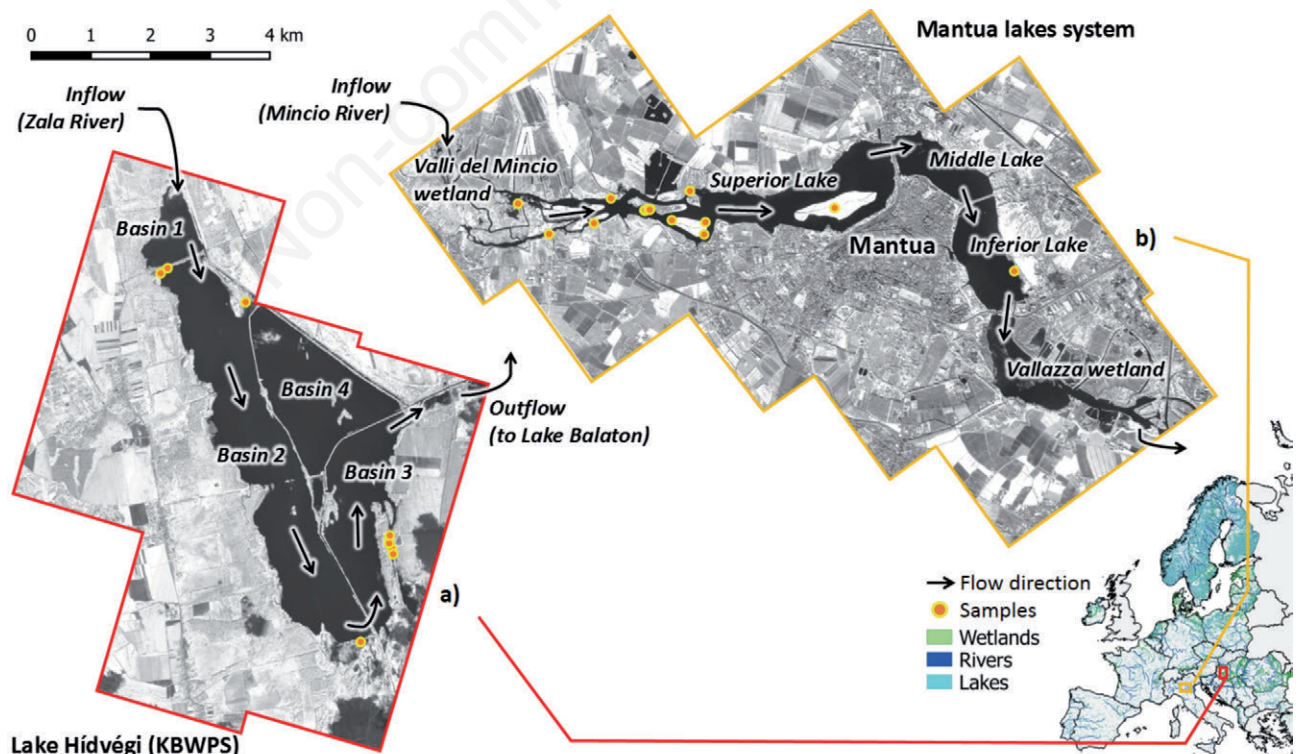 0 1 2 3 4 km
Mantua lakes system
Inflow
(Zala River)
Inflow
(Mincio River)
Non-comm
Valli del Mincio
wetland
Superior Lake
Middle Lake
Basin 1
Mantua
Inferior Lake
b)
Basin 4
Vallazza wetland
Outflow
(to Lake Balaton)
Basin 2
Basin 3
a)
Flow direction
Samples
Wetlands
Rivers
Lakes
Lake Hídvégi (KBWPS)